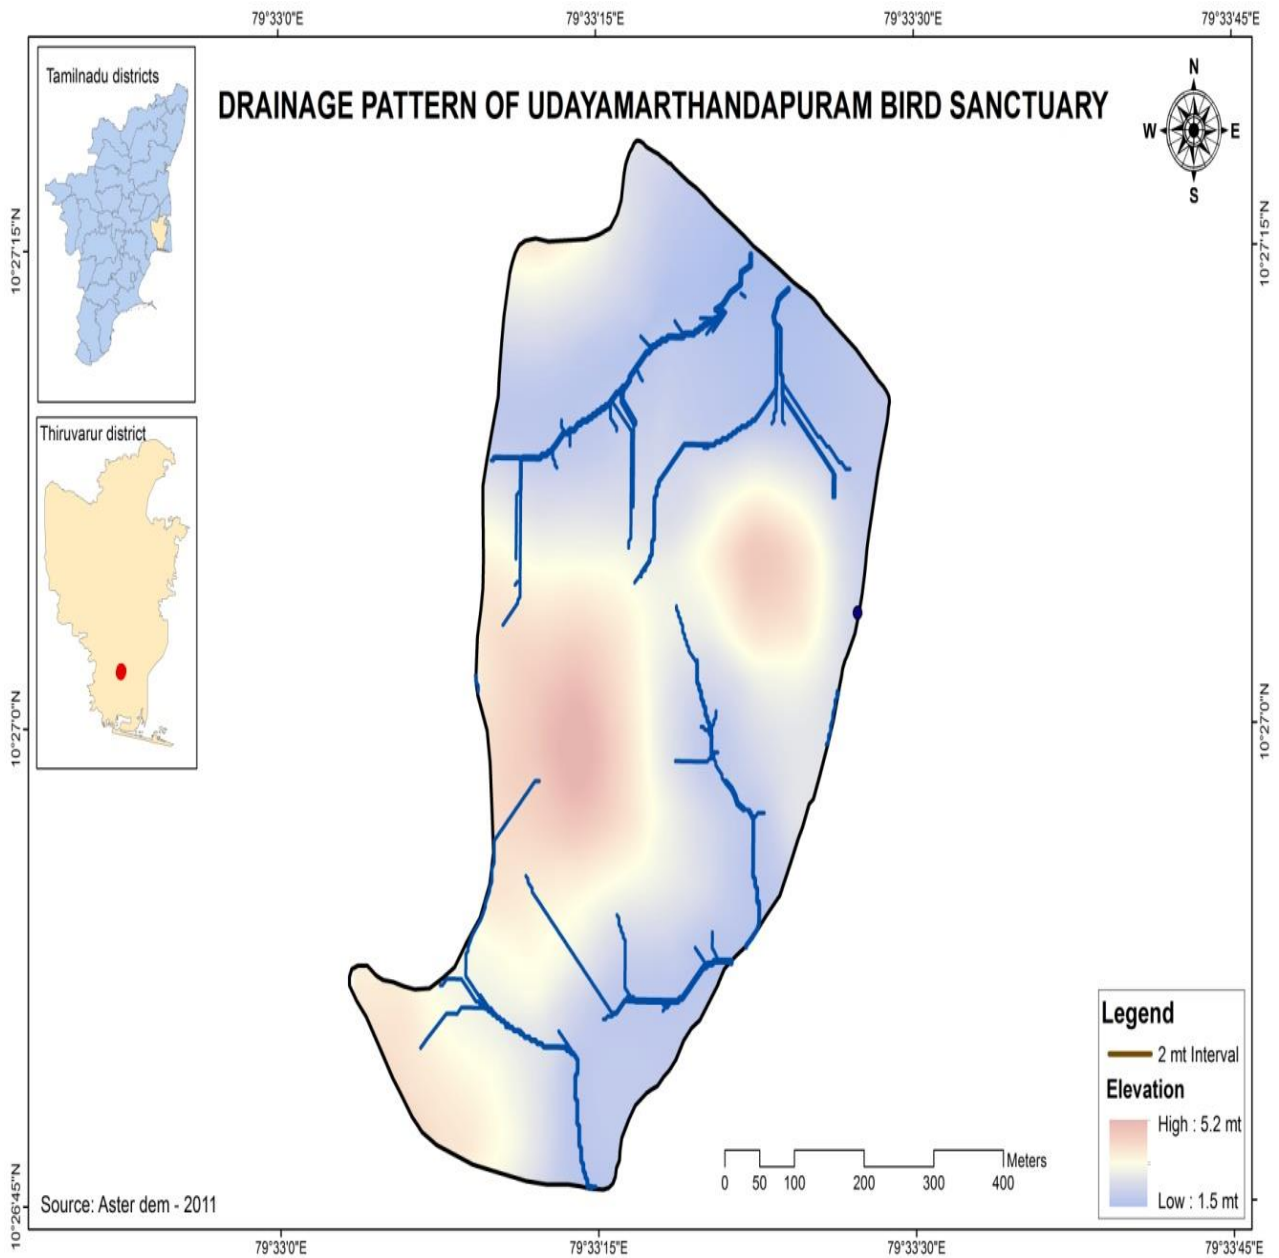 79°33'0"E 79°33'15"E 79°33'30"E 79°33'45"E
Tamilnadu districts
DRAINAGE PATTERN OF UDAYAMARTHANDAPURAM BIRD SANCTUARY
N
W E
S
10°27'15"N 10°27'15"N
Thiruvarur district
10°27'0"N 10°27'0"N
Legend
2 mt Interval
Elevation
High : 5.2 mt
Low : 1.5 mt
Meters
0 50 100 200 300 400
10°26'45"N
Source: Aster dem - 2011
79°33'0"E 79°33'15"E 79°33'30"E 79°33'45"E